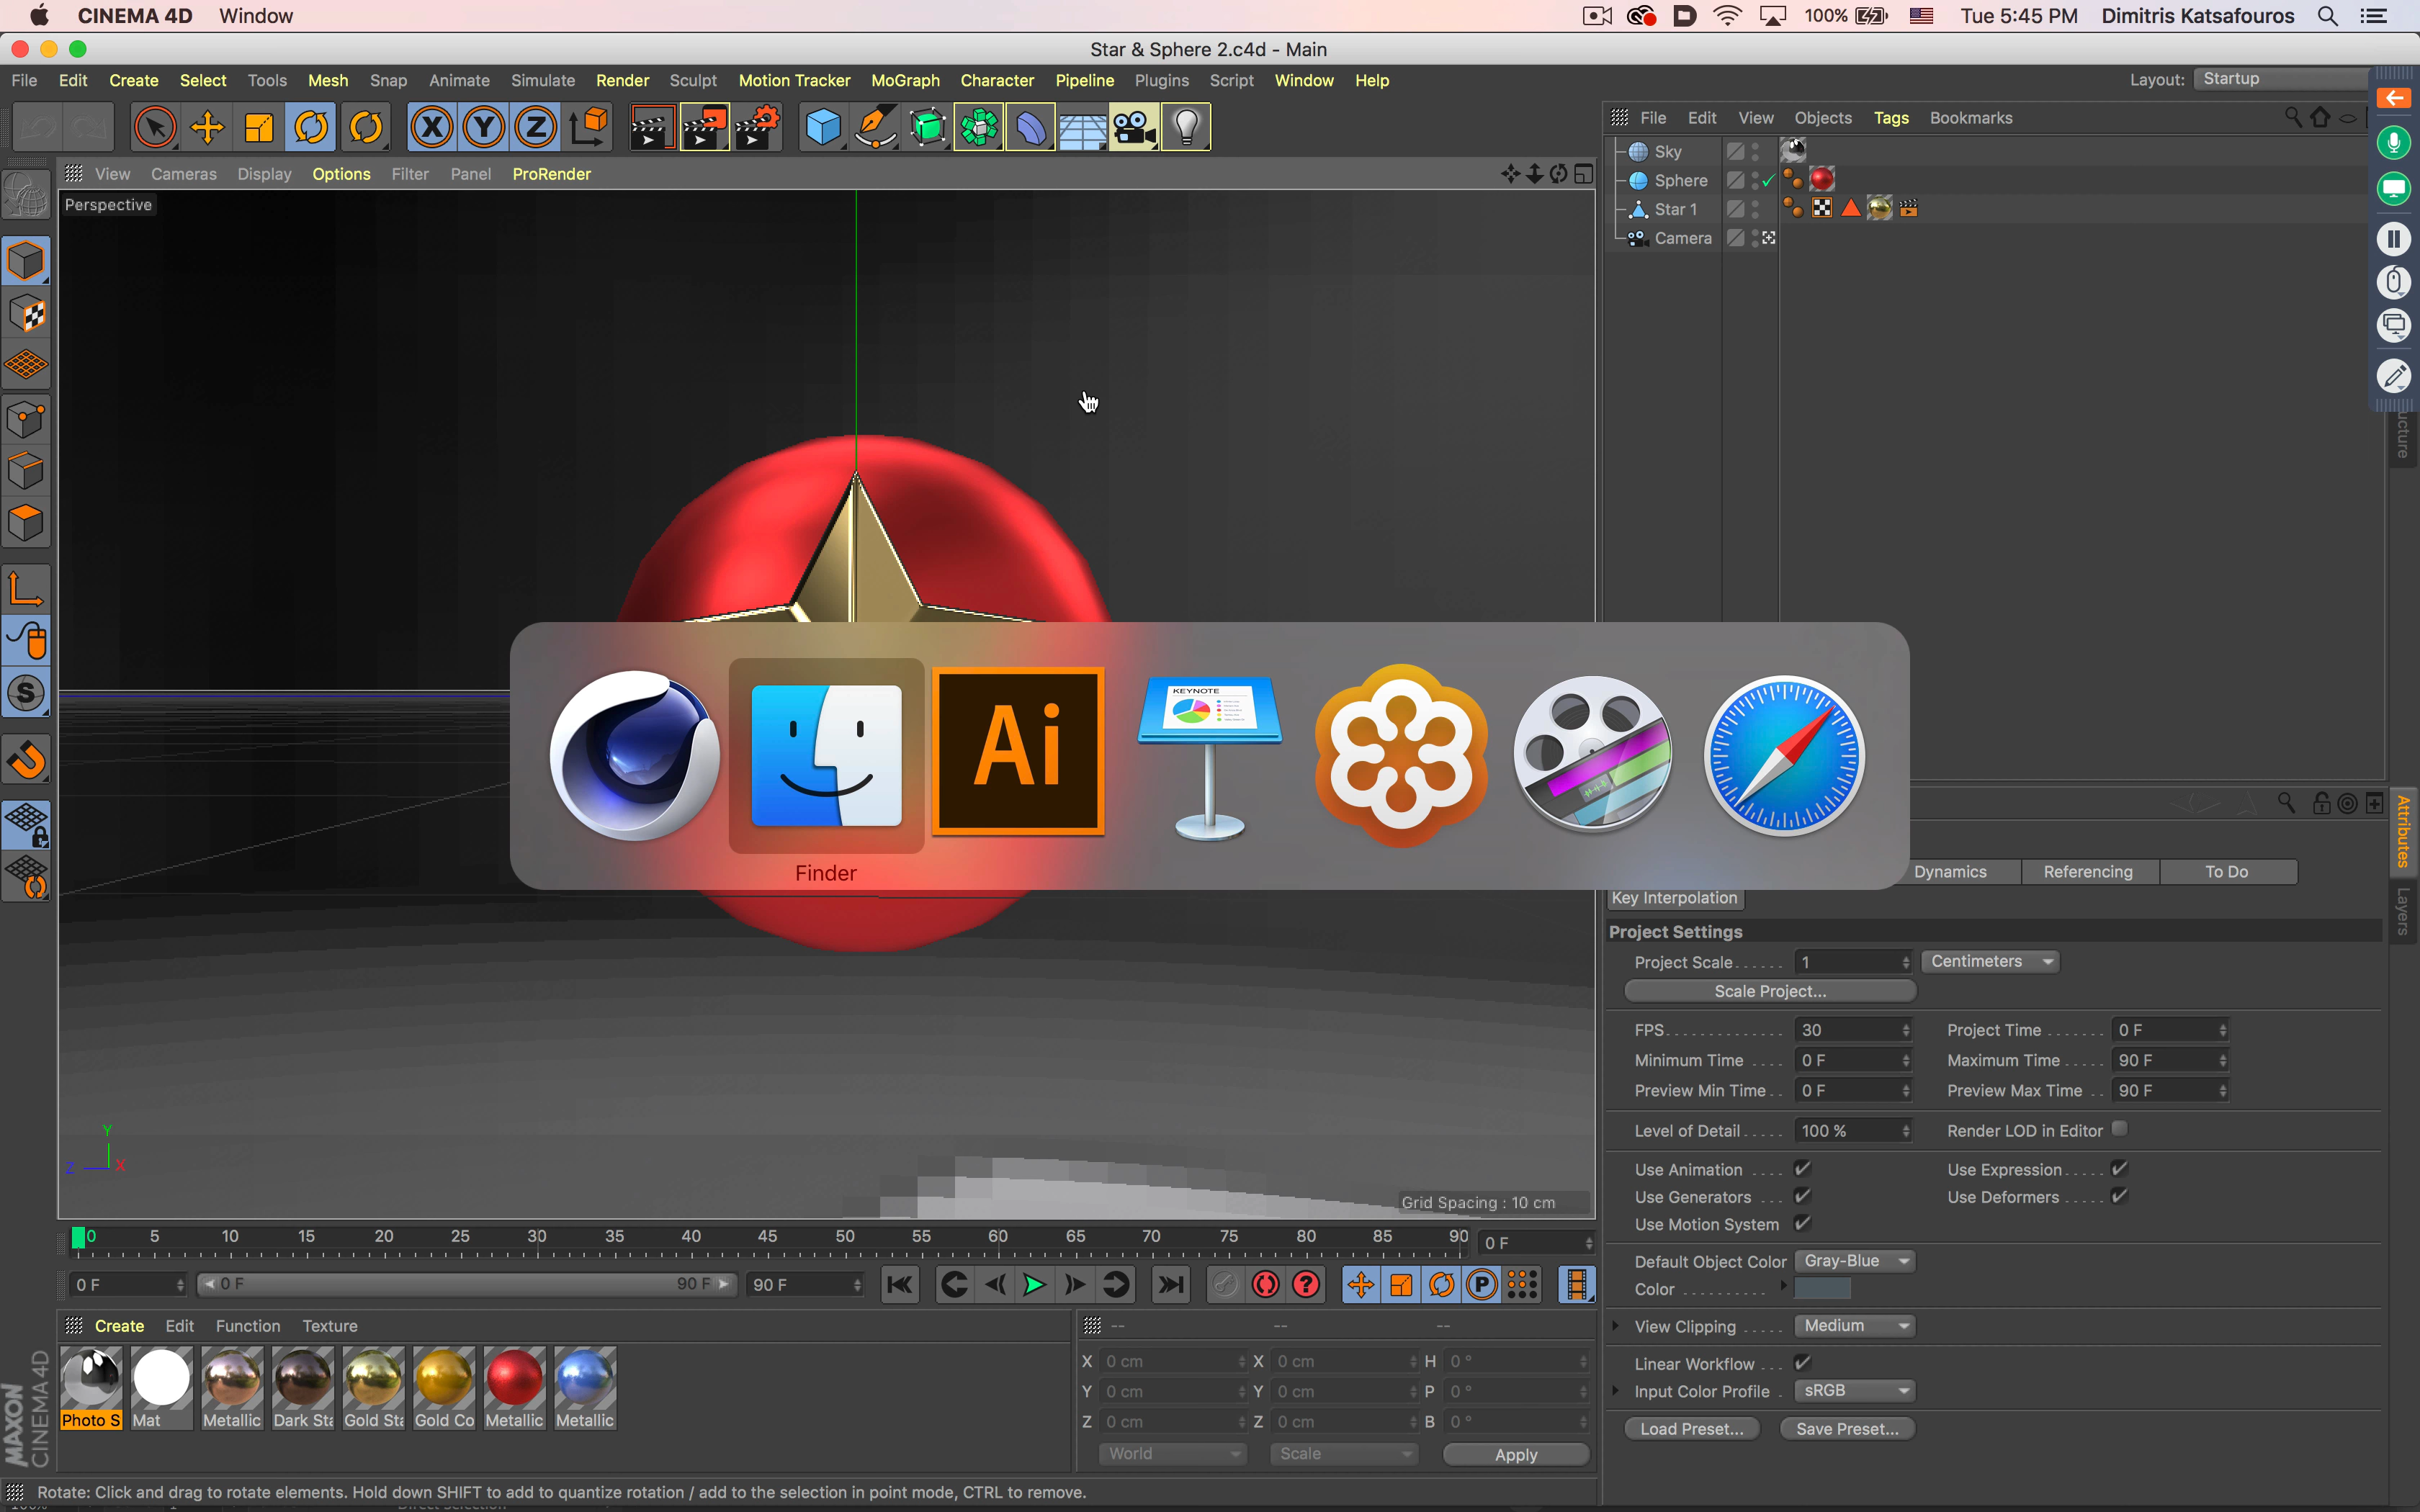 CINEMA 4D Window 100% Tue 5:45 PM Dimitris Katsafouros
Star & Sphere 2.c4d - Main
File Edit Create Select Tools Mesh Snap Animate Simulate Render Sculpt Motion Tracker MoGraph Character Pipeline Plugins Script Window Help Layout: Startup
X Y Z
File Edit View Objects Tags Bookmarks
View Cameras Display Options Filter Panel ProRender
Perspective
Sky
Sphere
Star 1
Camera
ucture
S
Ai
KEYNOTE
Finder
Attributes
Layers
Dynamics Referencing To Do
Key Interpolation
Project Settings
Project Scale 1 Centimeters
Scale Project...
FPS 30 Project Time 0 F
Minimum Time 0 F Maximum Time 90 F
Preview Min Time 0 F Preview Max Time 90 F
Level of Detail 100 % Render LOD in Editor
Use Animation Use Expression
Use Generators Use Deformers
Use Motion System
Default Object Color Gray-Blue
Color
View Clipping Medium
Linear Workflow
Input Color Profile sRGB
Load Preset... Save Preset...
Y
Z X
Grid Spacing : 10 cm
0 5 10 15 20 25 30 35 40 45 50 55 60 65 70 75 80 85 90 0 F
0 F 0 F 90 F 90 F ? P
Create Edit Function Texture
-- -- --
Photo S Mat Metallic Dark Sta Gold Sta Gold Co Metallic Metallic
X 0 cm X 0 cm H 0 °
Y 0 cm Y 0 cm P 0 °
Z 0 cm Z 0 cm B 0 °
World Scale Apply
MAXON
CINEMA 4D
Rotate: Click and drag to rotate elements. Hold down SHIFT to add to quantize rotation / add to the selection in point mode, CTRL to remove.